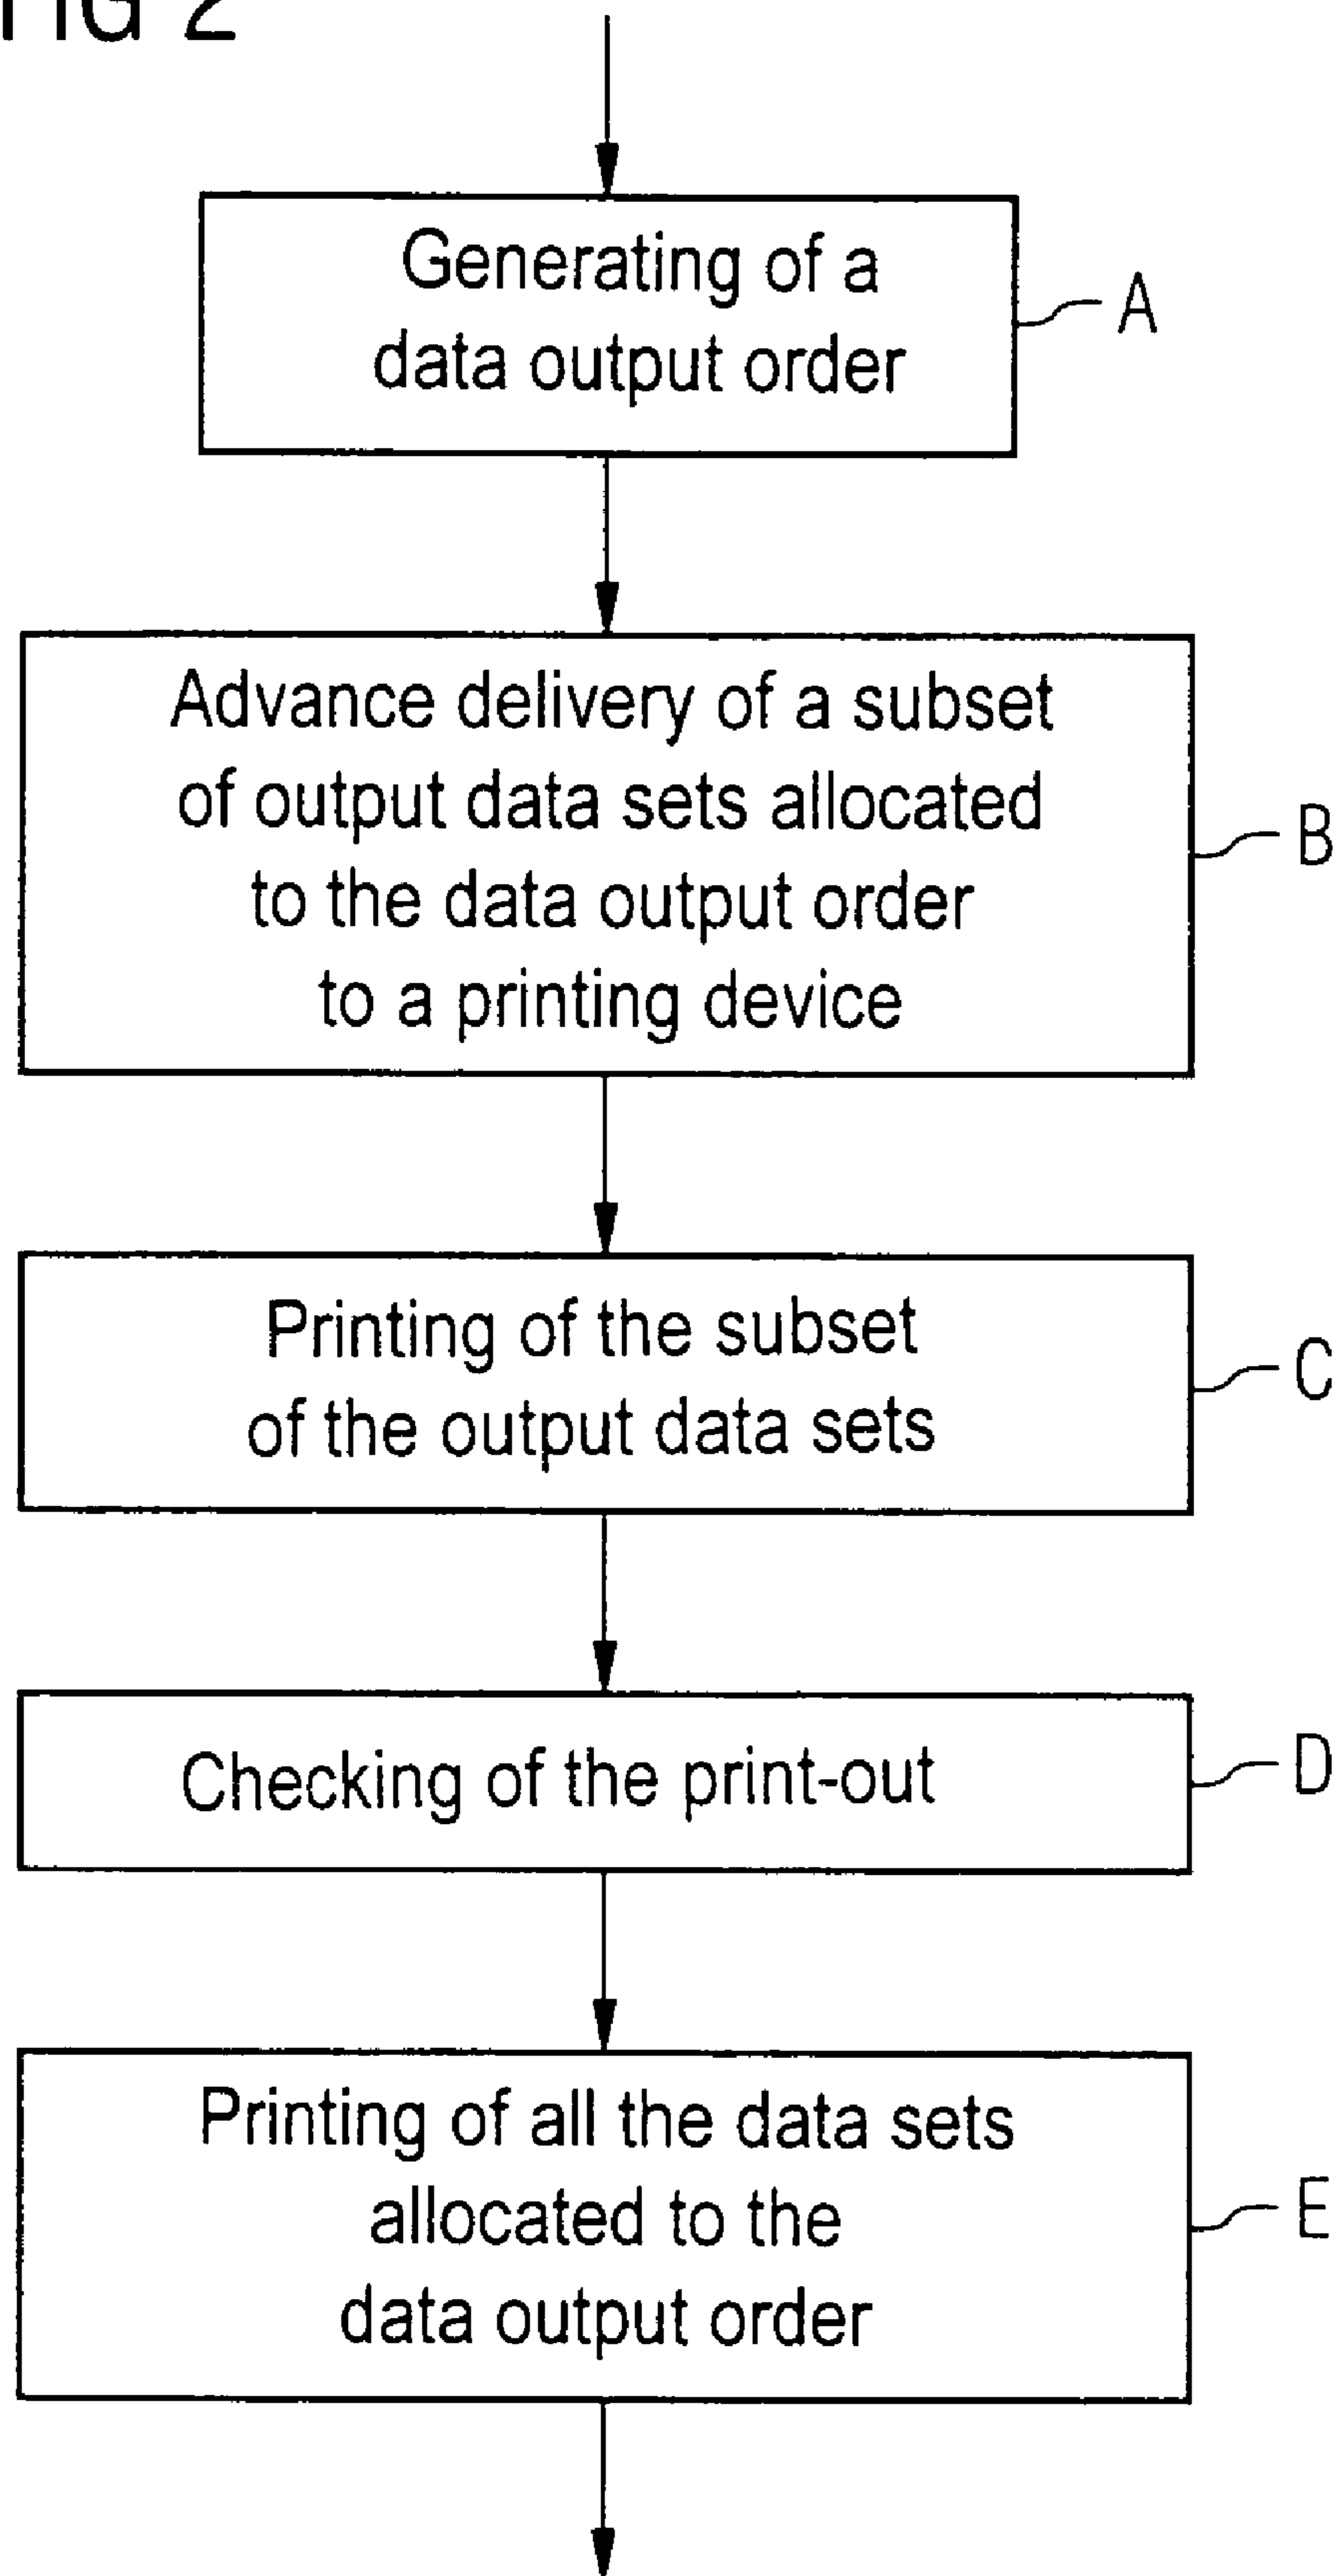 FIG 2
Generating of a
data output order
A
Advance delivery of a subset
of output data sets allocated
to the data output order
to a printing device
B
Printing of the subset
of the output data sets
C
Checking of the print-out
D
Printing of all the data sets
allocated to the
data output order
E